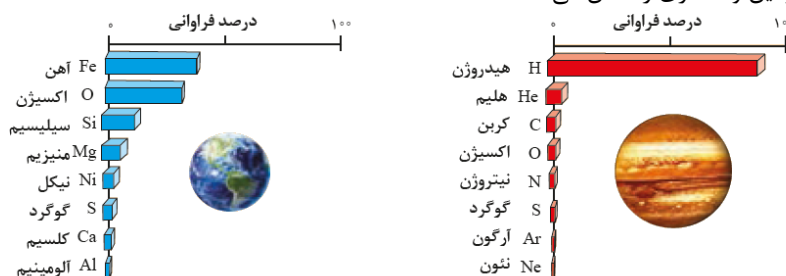 درصد فراوانی
۰ ۱۰۰
Fe آهن
O اکسیژن
Si سیلیسیم
Mg منیزیم
Ni نیکل
S گوگرد
Ca کلسیم
Al آلومینیم
درصد فراوانی
۰ ۱۰۰
H هیدروژن
He هلیم
C کربن
O اکسیژن
N نیتروژن
S گوگرد
Ar آرگون
Ne نئون